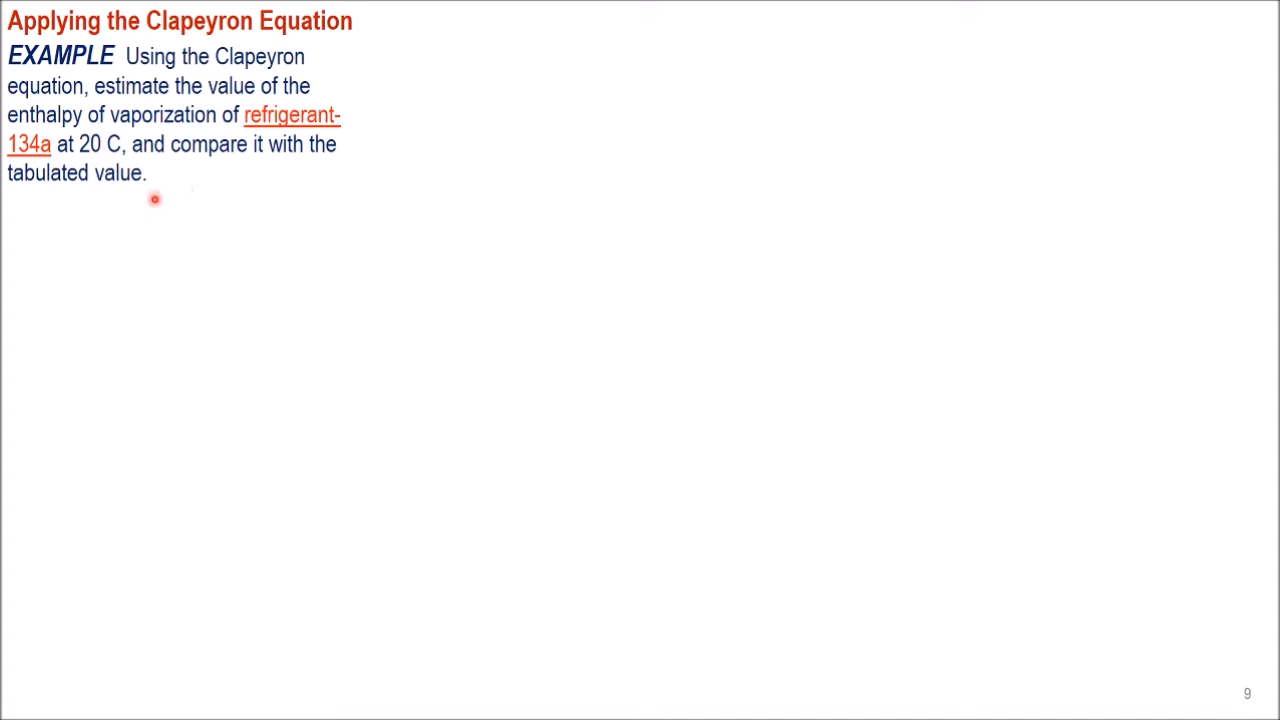 Applying the Clapeyron Equation
EXAMPLE Using the Clapeyron
equation, estimate the value of the
enthalpy of vaporization of refrigerant-
134a at 20 C, and compare it with the
tabulated value.
9